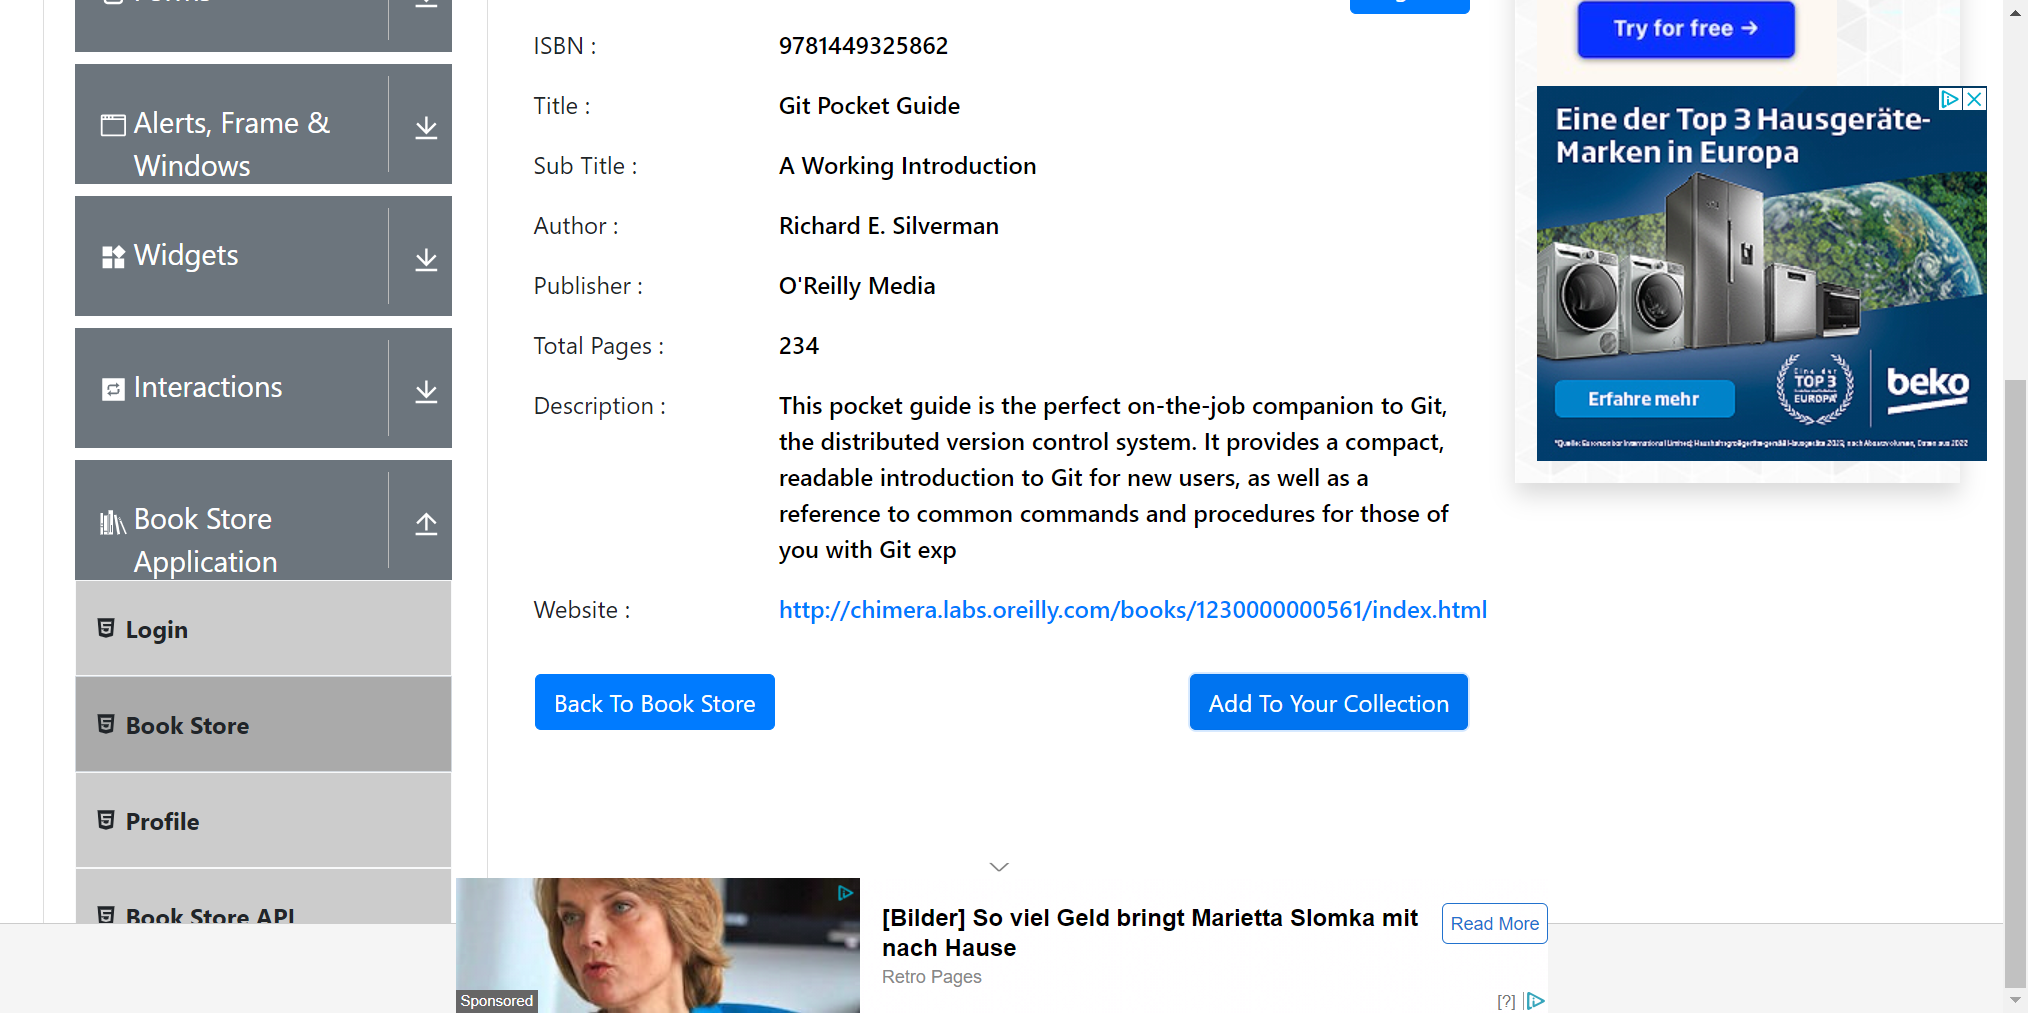 Alerts, Frame &
Windows
Widgets
Interactions
Book Store
Application
Login
Book Store
Profile
Book Store API
ISBN :
9781449325862
Title :
Git Pocket Guide
Sub Title :
A Working Introduction
Author :
Richard E. Silverman
Publisher :
O'Reilly Media
Total Pages :
234
Description :
This pocket guide is the perfect on-the-job companion to Git,
the distributed version control system. It provides a compact,
readable introduction to Git for new users, as well as a
reference to common commands and procedures for those of
you with Git exp
Website :
http://chimera.labs.oreilly.com/books/1230000000561/index.html
Back To Book Store
Add To Your Collection
Try for free →
Eine der Top 3 Hausgeräte-
Marken in Europa
Erfahre mehr
Eine der
TOP 3
EUROPA*
beko
[Bilder] So viel Geld bringt Marietta Slomka mit
nach Hause
Retro Pages
Read More
Sponsored
[?]